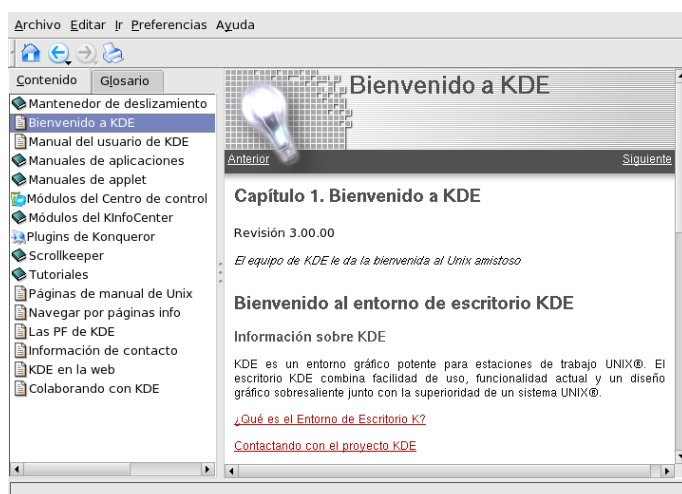 Archivo Editar Ir Preferencias Ayuda
Contenido Glosario
Mantenedor de deslizamiento
Bienvenido a KDE
Manual del usuario de KDE
Manuales de aplicaciones
Manuales de applet
Módulos del Centro de control
Módulos del KInfoCenter
Plugins de Konqueror
Scrollkeeper
Tutoriales
Páginas de manual de Unix
Navegar por páginas info
Las PF de KDE
Información de contacto
KDE en la web
Colaborando con KDE
Bienvenido a KDE
Anterior Siguiente
Capítulo 1. Bienvenido a KDE
Revisión 3.00.00
El equipo de KDE le da la bienvenida al Unix amistoso
Bienvenido al entorno de escritorio KDE
Información sobre KDE
KDE es un entorno gráfico potente para estaciones de trabajo UNIX®. El
escritorio KDE combina facilidad de uso, funcionalidad actual y un diseño
gráfico sobresaliente junto con la superioridad de un sistema UNIX®.
¿Qué es el Entorno de Escritorio K?
Contactando con el proyecto KDE